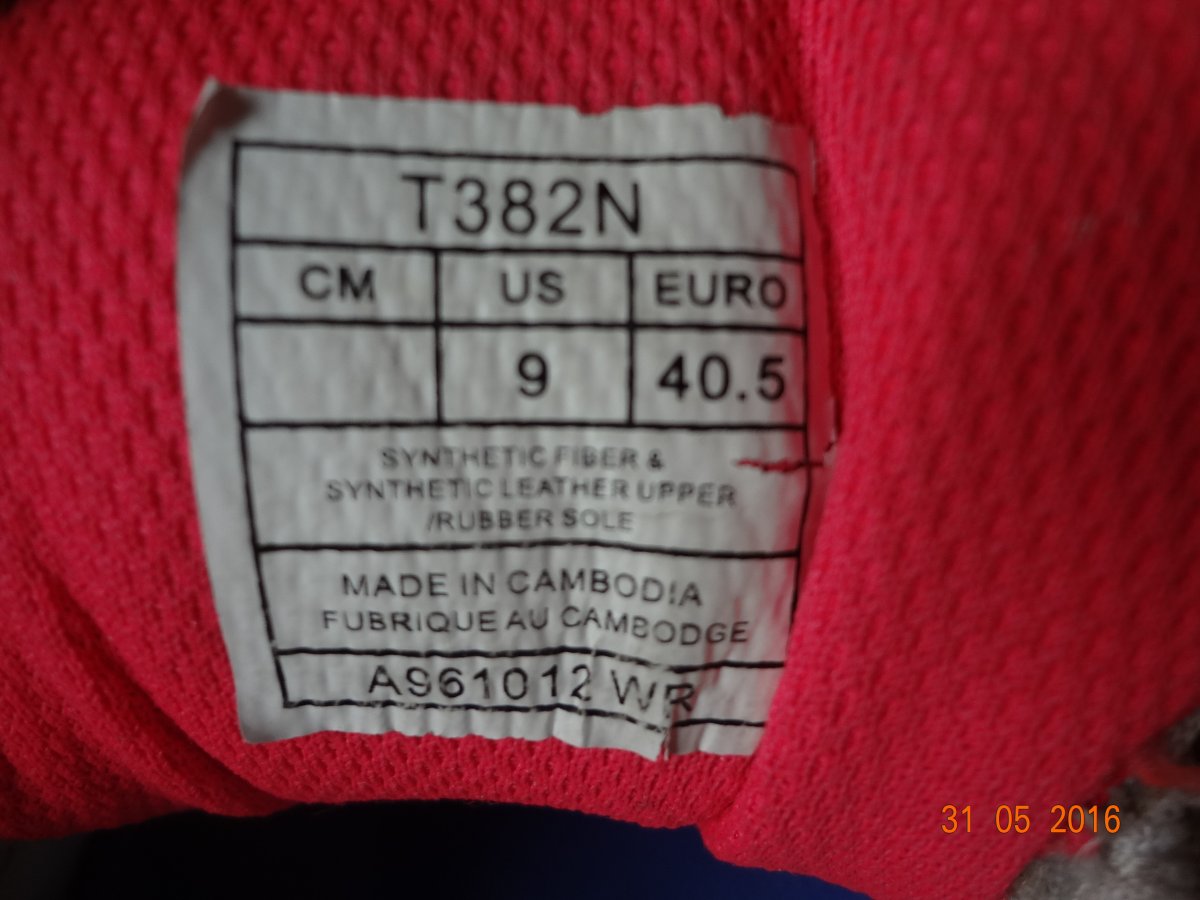 T382N
CM US EURO
9 40.5
SYNTHETIC FIBER &
SYNTHETIC LEATHER UPPER
/RUBBER SOLE
MADE IN CAMBODIA
FUBRIQUE AU CAMBODGE
A961012 WR
31 05 2016